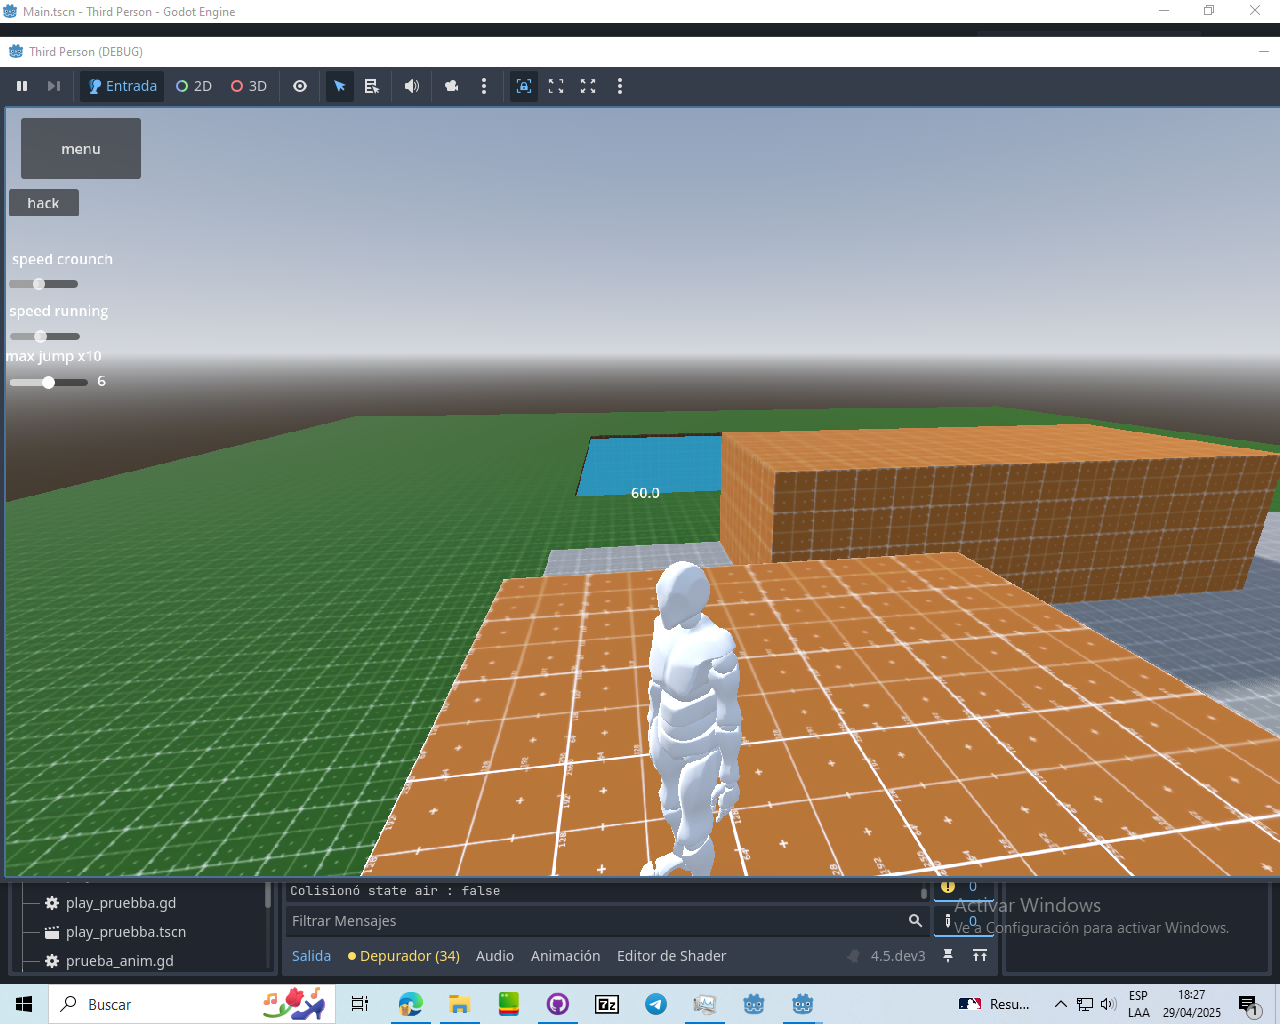 Main.tscn - Third Person - Godot Engine
Third Person (DEBUG)
Entrada 2D 3D
menu
hack
speed crounch
speed running
max jump x10
6
60.0
Colisionó state air : false
0
play_pruebba.gd
Filtrar Mensajes
0
Activar Windows
Ve a Configuración para activar Windows.
play_pruebba.tscn
prueba_anim.gd
Salida Depurador (34) Audio Animación Editor de Shader 4.5.dev3
Buscar
7z
Resu...
ESP
LAA
18:27
29/04/2025
1